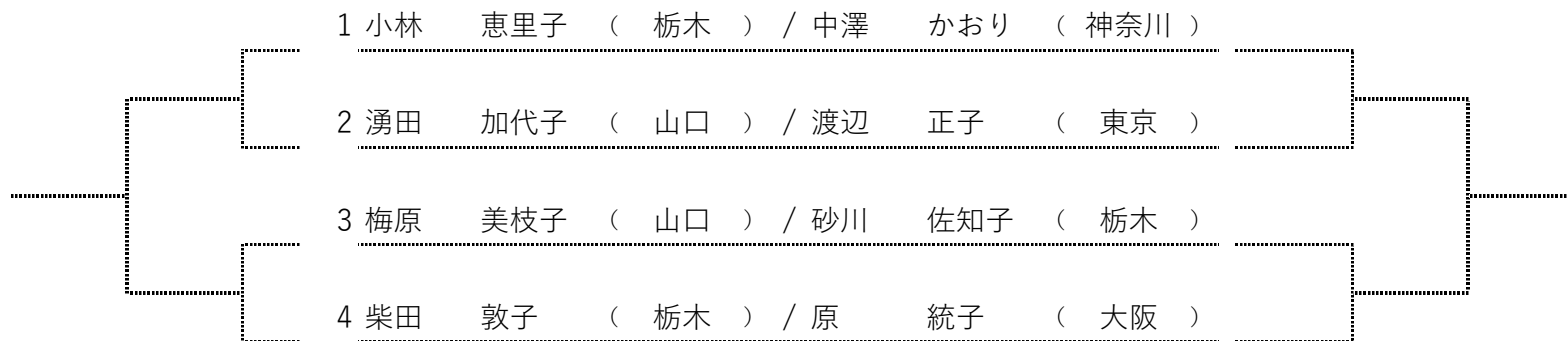 1 小林 恵里子 （ 栃木 ） / 中澤 かおり （ 神奈川 ）
2 湧田 加代子 （ 山口 ） / 渡辺 正子 （ 東京 ）
3 梅原 美枝子 （ 山口 ） / 砂川 佐知子 （ 栃木 ）
4 柴田 敦子 （ 栃木 ） / 原 統子 （ 大阪 ）